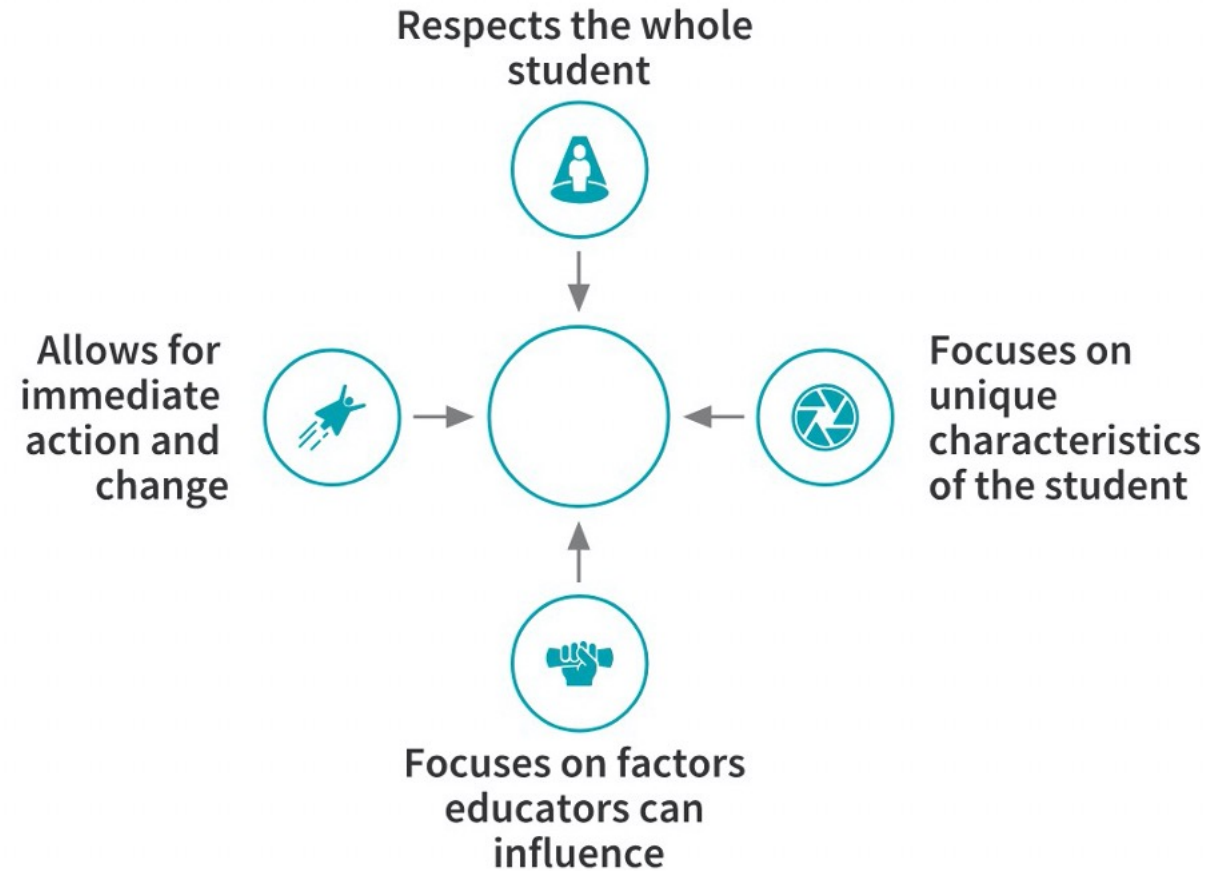 Respects the whole
student
Allows for
immediate
action and
change
Focuses on
unique
characteristics
of the student
Focuses on factors
educators can
influence